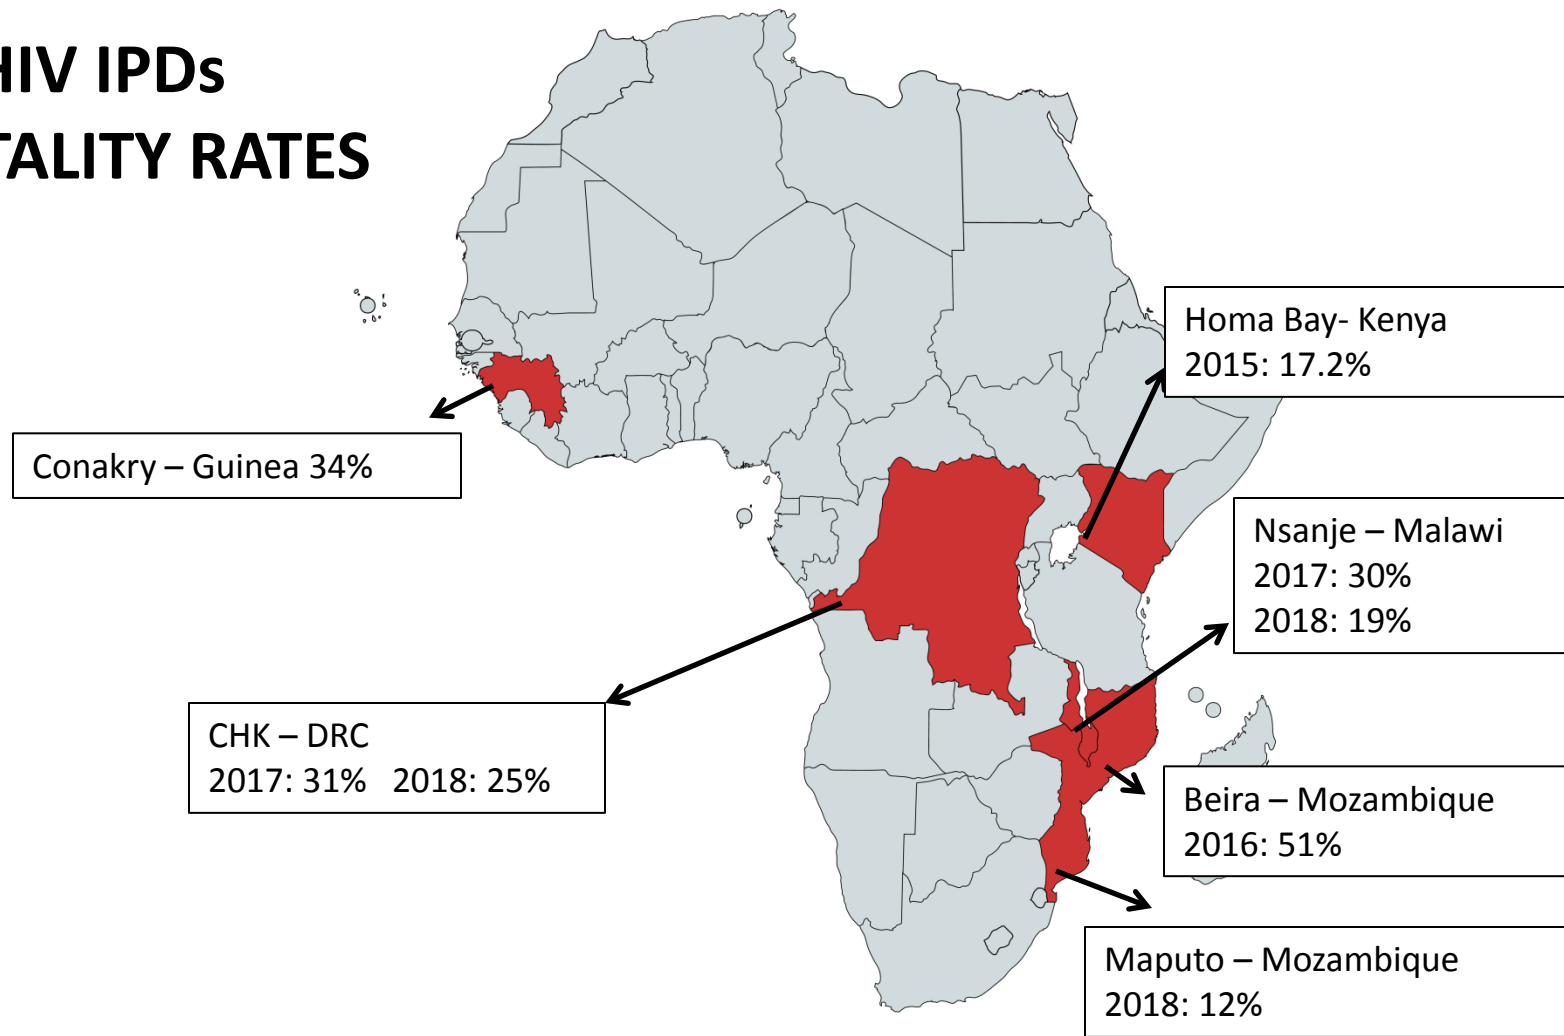 HIV IPDs
TALITY RATES
Homa Bay- Kenya
2015: 17.2%
Conakry – Guinea 34%
Nsanje – Malawi
2017: 30%
2018: 19%
CHK – DRC
2017: 31%   2018: 25%
Beira – Mozambique
2016: 51%
Maputo – Mozambique
2018: 12%